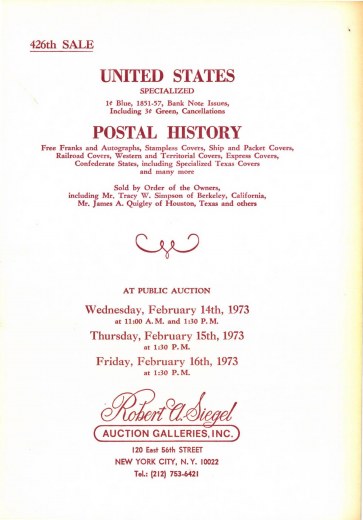 426th SALE
UNITED STATES
SPECIALIZED
1¢ Blue, 1851-57, Bank Note Issues,
Including 3¢ Green, Cancellations
POSTAL HISTORY
Free Franks and Autographs, Stampless Covers, Ship and Packet Covers,
Railroad Covers, Western and Territorial Covers, Express Covers,
Confederate States, including Specialized Texas Covers
and many more
Sold by Order of the Owners,
including Mr. Tracy W. Simpson of Berkeley, California,
Mr. James A. Quigley of Houston, Texas and others
AT PUBLIC AUCTION
Wednesday, February 14th, 1973
at 11:00 A. M. and 1:30 P. M.
Thursday, February 15th, 1973
at 1:30 P. M.
Friday, February 16th, 1973
at 1:30 P. M.
Robert A. Siegel
AUCTION GALLERIES, INC.
120 East 56th STREET
NEW YORK CITY, N. Y. 10022
Tel.: (212) 753-6421